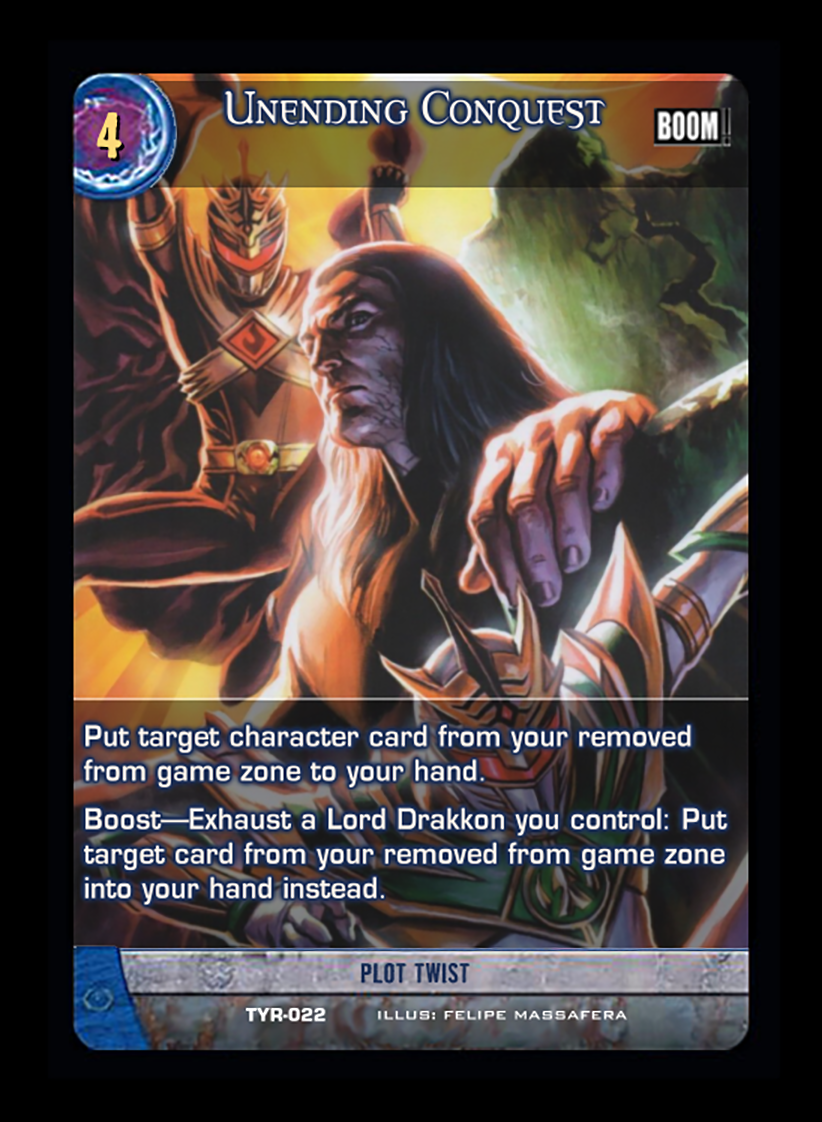 4
Unending Conquest
BOOM!
Put target character card from your removed
from game zone to your hand.
Boost—Exhaust a Lord Drakkon you control: Put
target card from your removed from game zone
into your hand instead.
PLOT TWIST
TYR-022 ILLUS: FELIPE MASSAFERA